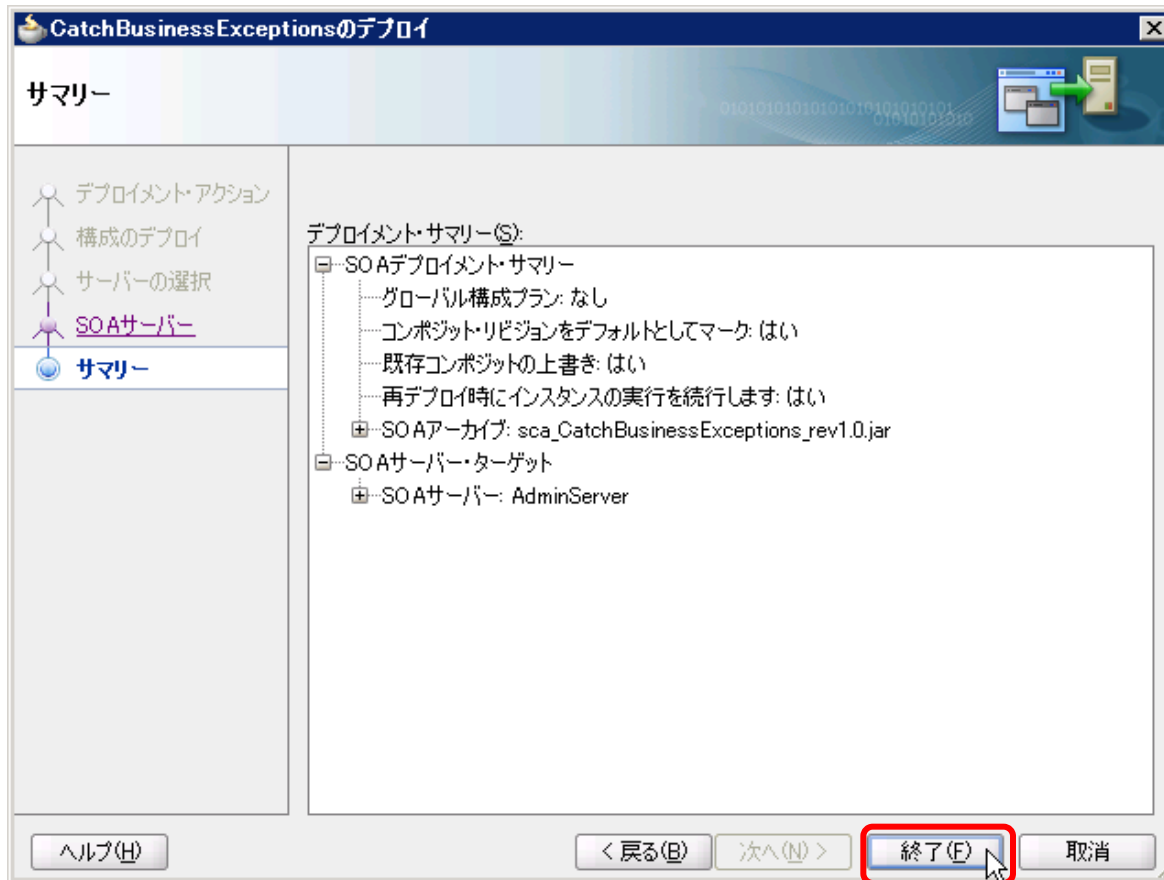 CatchBusinessExceptionsのデプロイ
サマリー
デプロイメント・アクション
構成のデプロイ
サーバーの選択
SOAサーバー
サマリー
デプロイメント・サマリー(S):
SOAデプロイメント・サマリー
グローバル構成プラン: なし
コンポジット・リビジョンをデフォルトとしてマーク: はい
既存コンポジットの上書き: はい
再デプロイ時にインスタンスの実行を続行します: はい
SOAアーカイブ: sca_CatchBusinessExceptions_rev1.0.jar
SOAサーバー・ターゲット
SOAサーバー: AdminServer
ヘルプ(H)
< 戻る(B)
次へ(N) >
終了(F)
取消